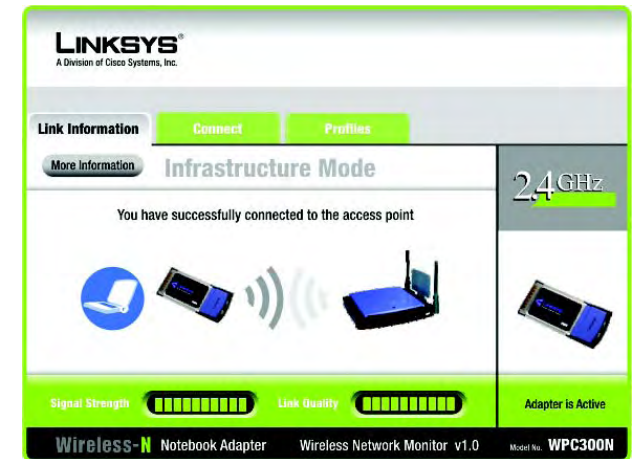 LINKSYS®
A Division of Cisco Systems, Inc.
Link Information Connect Profiles
More Information Infrastructure Mode
2.4GHz
You have successfully connected to the access point
Signal Strength Link Quality Adapter is Active
Wireless-N Notebook Adapter Wireless Network Monitor v1.0 Model No. WPC300N